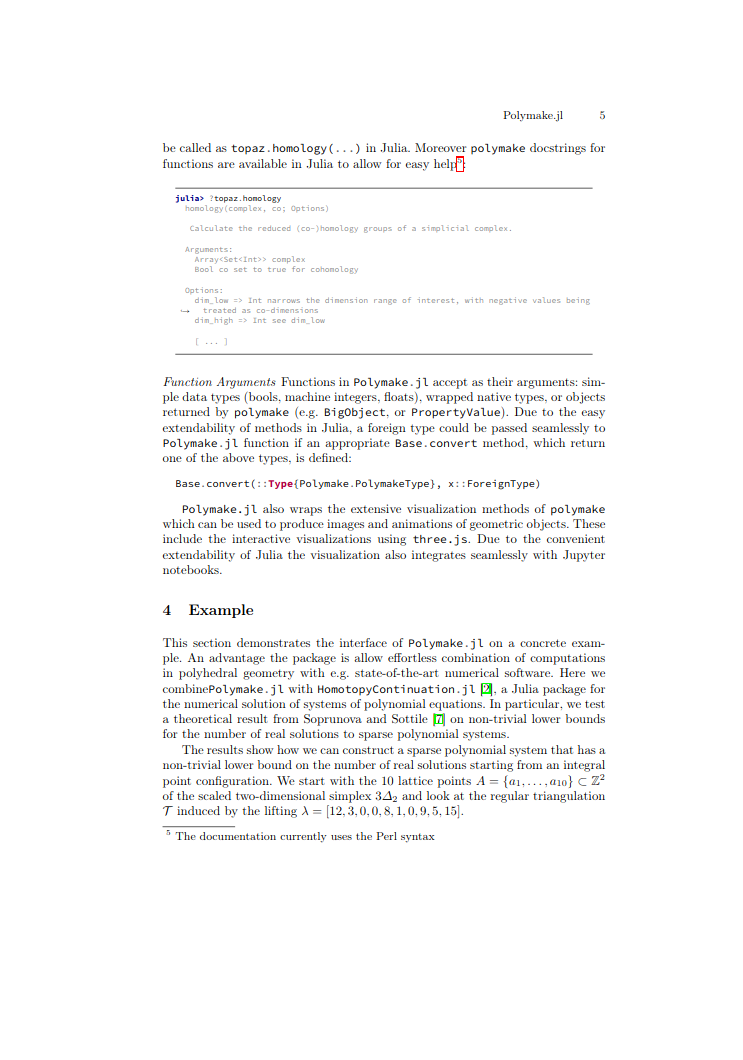 Polymake.jl 5
be called as topaz.homology(...) in Julia. Moreover polymake docstrings for
functions are available in Julia to allow for easy help5:
julia> ?topaz.homology
homology(complex, co; Options)
Calculate the reduced (co-)homology groups of a simplicial complex.
Arguments:
Array<Set<Int>> complex
Bool co set to true for cohomology
Options:
dim_low => Int narrows the dimension range of interest, with negative values being
↪ treated as co-dimensions
dim_high => Int see dim_low
[ ... ]
Function Arguments Functions in Polymake.jl accept as their arguments: sim-
ple data types (bools, machine integers, floats), wrapped native types, or objects
returned by polymake (e.g. BigObject, or PropertyValue). Due to the easy
extendability of methods in Julia, a foreign type could be passed seamlessly to
Polymake.jl function if an appropriate Base.convert method, which return
one of the above types, is defined:
Base.convert(::Type{Polymake.PolymakeType}, x::ForeignType)
Polymake.jl also wraps the extensive visualization methods of polymake
which can be used to produce images and animations of geometric objects. These
include the interactive visualizations using three.js. Due to the convenient
extendability of Julia the visualization also integrates seamlessly with Jupyter
notebooks.
4 Example
This section demonstrates the interface of Polymake.jl on a concrete exam-
ple. An advantage the package is allow effortless combination of computations
in polyhedral geometry with e.g. state-of-the-art numerical software. Here we
combinePolymake.jl with HomotopyContinuation.jl [2], a Julia package for
the numerical solution of systems of polynomial equations. In particular, we test
a theoretical result from Soprunova and Sottile [7] on non-trivial lower bounds
for the number of real solutions to sparse polynomial systems.
The results show how we can construct a sparse polynomial system that has a
non-trivial lower bound on the number of real solutions starting from an integral
point configuration. We start with the 10 lattice points A = {a1, . . . , a10} ⊂ ℤ2
of the scaled two-dimensional simplex 3Δ2 and look at the regular triangulation
𝒯 induced by the lifting λ = [12, 3, 0, 0, 8, 1, 0, 9, 5, 15].
5 The documentation currently uses the Perl syntax